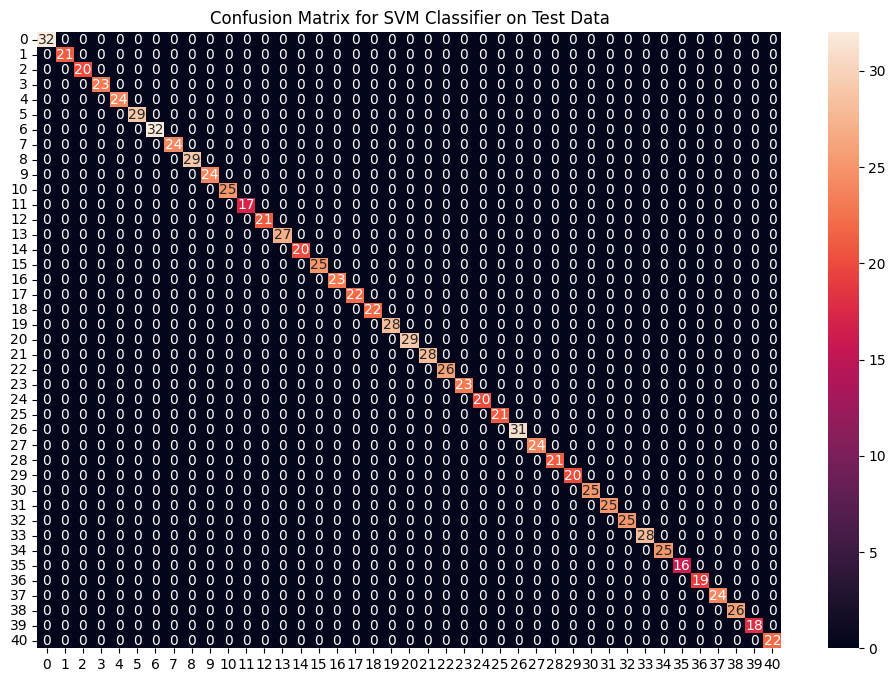 Confusion Matrix for SVM Classifier on Test Data
0 32 0 0 0 0 0 0 0 0 0 0 0 0 0 0 0 0 0 0 0 0 0 0 0 0 0 0 0 0 0 0 0 0 0 0 0 0 0 0 0 0
1 0 21 0 0 0 0 0 0 0 0 0 0 0 0 0 0 0 0 0 0 0 0 0 0 0 0 0 0 0 0 0 0 0 0 0 0 0 0 0 0 0
2 0 0 20 0 0 0 0 0 0 0 0 0 0 0 0 0 0 0 0 0 0 0 0 0 0 0 0 0 0 0 0 0 0 0 0 0 0 0 0 0 0
3 0 0 0 23 0 0 0 0 0 0 0 0 0 0 0 0 0 0 0 0 0 0 0 0 0 0 0 0 0 0 0 0 0 0 0 0 0 0 0 0 0
4 0 0 0 0 24 0 0 0 0 0 0 0 0 0 0 0 0 0 0 0 0 0 0 0 0 0 0 0 0 0 0 0 0 0 0 0 0 0 0 0 0
5 0 0 0 0 0 29 0 0 0 0 0 0 0 0 0 0 0 0 0 0 0 0 0 0 0 0 0 0 0 0 0 0 0 0 0 0 0 0 0 0 0
6 0 0 0 0 0 0 32 0 0 0 0 0 0 0 0 0 0 0 0 0 0 0 0 0 0 0 0 0 0 0 0 0 0 0 0 0 0 0 0 0 0
7 0 0 0 0 0 0 0 24 0 0 0 0 0 0 0 0 0 0 0 0 0 0 0 0 0 0 0 0 0 0 0 0 0 0 0 0 0 0 0 0 0
8 0 0 0 0 0 0 0 0 29 0 0 0 0 0 0 0 0 0 0 0 0 0 0 0 0 0 0 0 0 0 0 0 0 0 0 0 0 0 0 0 0
9 0 0 0 0 0 0 0 0 0 24 0 0 0 0 0 0 0 0 0 0 0 0 0 0 0 0 0 0 0 0 0 0 0 0 0 0 0 0 0 0 0
10 0 0 0 0 0 0 0 0 0 0 25 0 0 0 0 0 0 0 0 0 0 0 0 0 0 0 0 0 0 0 0 0 0 0 0 0 0 0 0 0 0
11 0 0 0 0 0 0 0 0 0 0 0 17 0 0 0 0 0 0 0 0 0 0 0 0 0 0 0 0 0 0 0 0 0 0 0 0 0 0 0 0 0
12 0 0 0 0 0 0 0 0 0 0 0 0 21 0 0 0 0 0 0 0 0 0 0 0 0 0 0 0 0 0 0 0 0 0 0 0 0 0 0 0 0
13 0 0 0 0 0 0 0 0 0 0 0 0 0 27 0 0 0 0 0 0 0 0 0 0 0 0 0 0 0 0 0 0 0 0 0 0 0 0 0 0 0
14 0 0 0 0 0 0 0 0 0 0 0 0 0 0 20 0 0 0 0 0 0 0 0 0 0 0 0 0 0 0 0 0 0 0 0 0 0 0 0 0 0
15 0 0 0 0 0 0 0 0 0 0 0 0 0 0 0 25 0 0 0 0 0 0 0 0 0 0 0 0 0 0 0 0 0 0 0 0 0 0 0 0 0
16 0 0 0 0 0 0 0 0 0 0 0 0 0 0 0 0 23 0 0 0 0 0 0 0 0 0 0 0 0 0 0 0 0 0 0 0 0 0 0 0 0
17 0 0 0 0 0 0 0 0 0 0 0 0 0 0 0 0 0 22 0 0 0 0 0 0 0 0 0 0 0 0 0 0 0 0 0 0 0 0 0 0 0
18 0 0 0 0 0 0 0 0 0 0 0 0 0 0 0 0 0 0 22 0 0 0 0 0 0 0 0 0 0 0 0 0 0 0 0 0 0 0 0 0 0
19 0 0 0 0 0 0 0 0 0 0 0 0 0 0 0 0 0 0 0 28 0 0 0 0 0 0 0 0 0 0 0 0 0 0 0 0 0 0 0 0 0
20 0 0 0 0 0 0 0 0 0 0 0 0 0 0 0 0 0 0 0 0 29 0 0 0 0 0 0 0 0 0 0 0 0 0 0 0 0 0 0 0 0
21 0 0 0 0 0 0 0 0 0 0 0 0 0 0 0 0 0 0 0 0 0 28 0 0 0 0 0 0 0 0 0 0 0 0 0 0 0 0 0 0 0
22 0 0 0 0 0 0 0 0 0 0 0 0 0 0 0 0 0 0 0 0 0 0 26 0 0 0 0 0 0 0 0 0 0 0 0 0 0 0 0 0 0
23 0 0 0 0 0 0 0 0 0 0 0 0 0 0 0 0 0 0 0 0 0 0 0 23 0 0 0 0 0 0 0 0 0 0 0 0 0 0 0 0 0
24 0 0 0 0 0 0 0 0 0 0 0 0 0 0 0 0 0 0 0 0 0 0 0 0 20 0 0 0 0 0 0 0 0 0 0 0 0 0 0 0 0
25 0 0 0 0 0 0 0 0 0 0 0 0 0 0 0 0 0 0 0 0 0 0 0 0 0 21 0 0 0 0 0 0 0 0 0 0 0 0 0 0 0
26 0 0 0 0 0 0 0 0 0 0 0 0 0 0 0 0 0 0 0 0 0 0 0 0 0 0 31 0 0 0 0 0 0 0 0 0 0 0 0 0 0
27 0 0 0 0 0 0 0 0 0 0 0 0 0 0 0 0 0 0 0 0 0 0 0 0 0 0 0 24 0 0 0 0 0 0 0 0 0 0 0 0 0
28 0 0 0 0 0 0 0 0 0 0 0 0 0 0 0 0 0 0 0 0 0 0 0 0 0 0 0 0 21 0 0 0 0 0 0 0 0 0 0 0 0
29 0 0 0 0 0 0 0 0 0 0 0 0 0 0 0 0 0 0 0 0 0 0 0 0 0 0 0 0 0 20 0 0 0 0 0 0 0 0 0 0 0
30 0 0 0 0 0 0 0 0 0 0 0 0 0 0 0 0 0 0 0 0 0 0 0 0 0 0 0 0 0 0 25 0 0 0 0 0 0 0 0 0 0
31 0 0 0 0 0 0 0 0 0 0 0 0 0 0 0 0 0 0 0 0 0 0 0 0 0 0 0 0 0 0 0 25 0 0 0 0 0 0 0 0 0
32 0 0 0 0 0 0 0 0 0 0 0 0 0 0 0 0 0 0 0 0 0 0 0 0 0 0 0 0 0 0 0 0 25 0 0 0 0 0 0 0 0
33 0 0 0 0 0 0 0 0 0 0 0 0 0 0 0 0 0 0 0 0 0 0 0 0 0 0 0 0 0 0 0 0 0 28 0 0 0 0 0 0 0
34 0 0 0 0 0 0 0 0 0 0 0 0 0 0 0 0 0 0 0 0 0 0 0 0 0 0 0 0 0 0 0 0 0 0 25 0 0 0 0 0 0
35 0 0 0 0 0 0 0 0 0 0 0 0 0 0 0 0 0 0 0 0 0 0 0 0 0 0 0 0 0 0 0 0 0 0 0 16 0 0 0 0 0
36 0 0 0 0 0 0 0 0 0 0 0 0 0 0 0 0 0 0 0 0 0 0 0 0 0 0 0 0 0 0 0 0 0 0 0 0 19 0 0 0 0
37 0 0 0 0 0 0 0 0 0 0 0 0 0 0 0 0 0 0 0 0 0 0 0 0 0 0 0 0 0 0 0 0 0 0 0 0 0 24 0 0 0
38 0 0 0 0 0 0 0 0 0 0 0 0 0 0 0 0 0 0 0 0 0 0 0 0 0 0 0 0 0 0 0 0 0 0 0 0 0 0 26 0 0
39 0 0 0 0 0 0 0 0 0 0 0 0 0 0 0 0 0 0 0 0 0 0 0 0 0 0 0 0 0 0 0 0 0 0 0 0 0 0 0 18 0
40 0 0 0 0 0 0 0 0 0 0 0 0 0 0 0 0 0 0 0 0 0 0 0 0 0 0 0 0 0 0 0 0 0 0 0 0 0 0 0 0 22
0 1 2 3 4 5 6 7 8 9 10 11 12 13 14 15 16 17 18 19 20 21 22 23 24 25 26 27 28 29 30 31 32 33 34 35 36 37 38 39 40
30
25
20
15
10
5
0